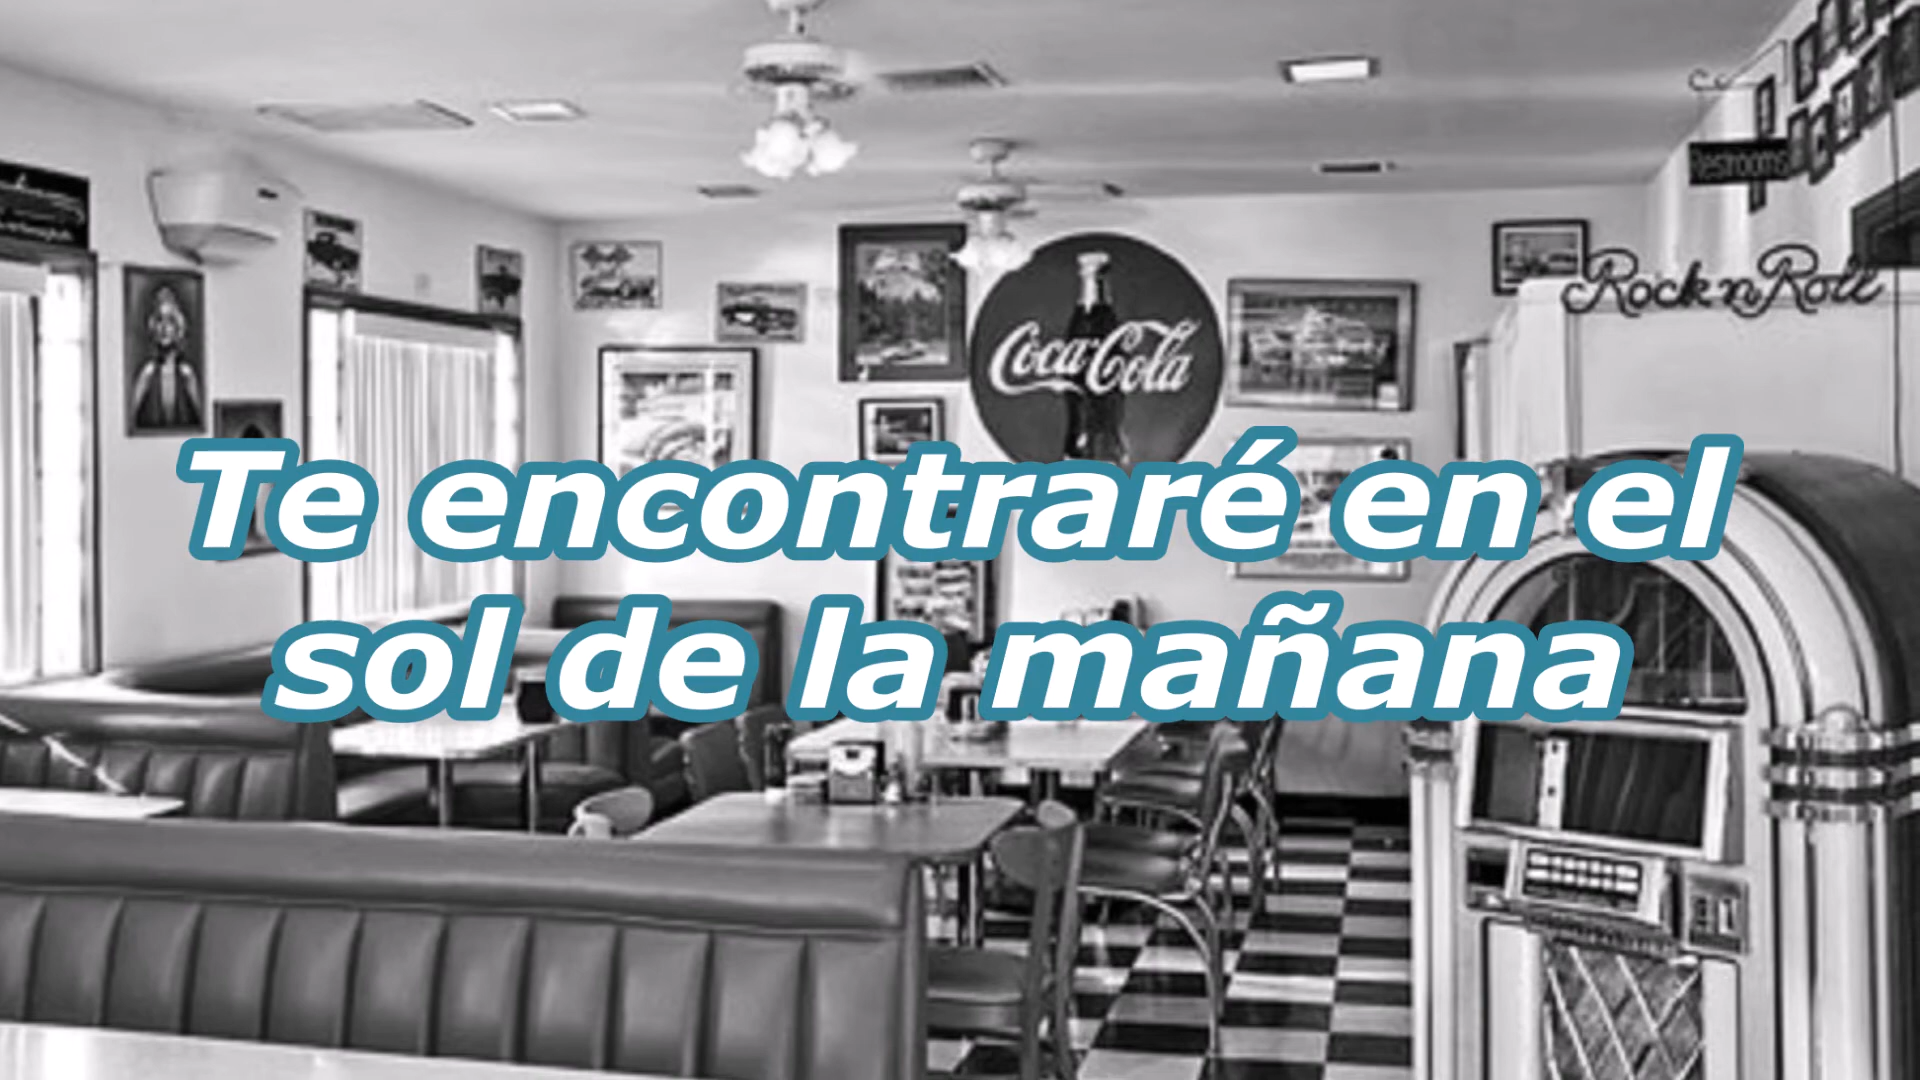 Restrooms
Rock n Roll
Coca-Cola
Te encontraré en el
sol de la mañana